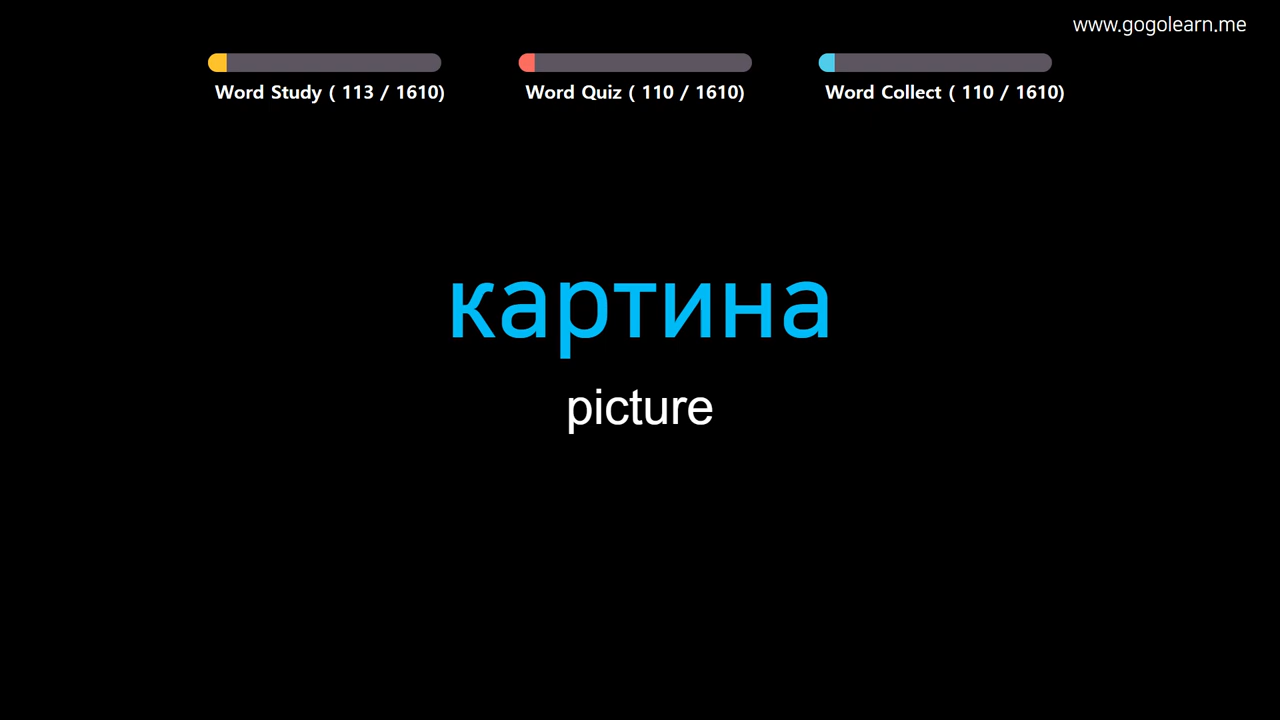 www.gogolearn.me
Word Study ( 113 / 1610)
Word Quiz ( 110 / 1610)
Word Collect ( 110 / 1610)
картина
picture